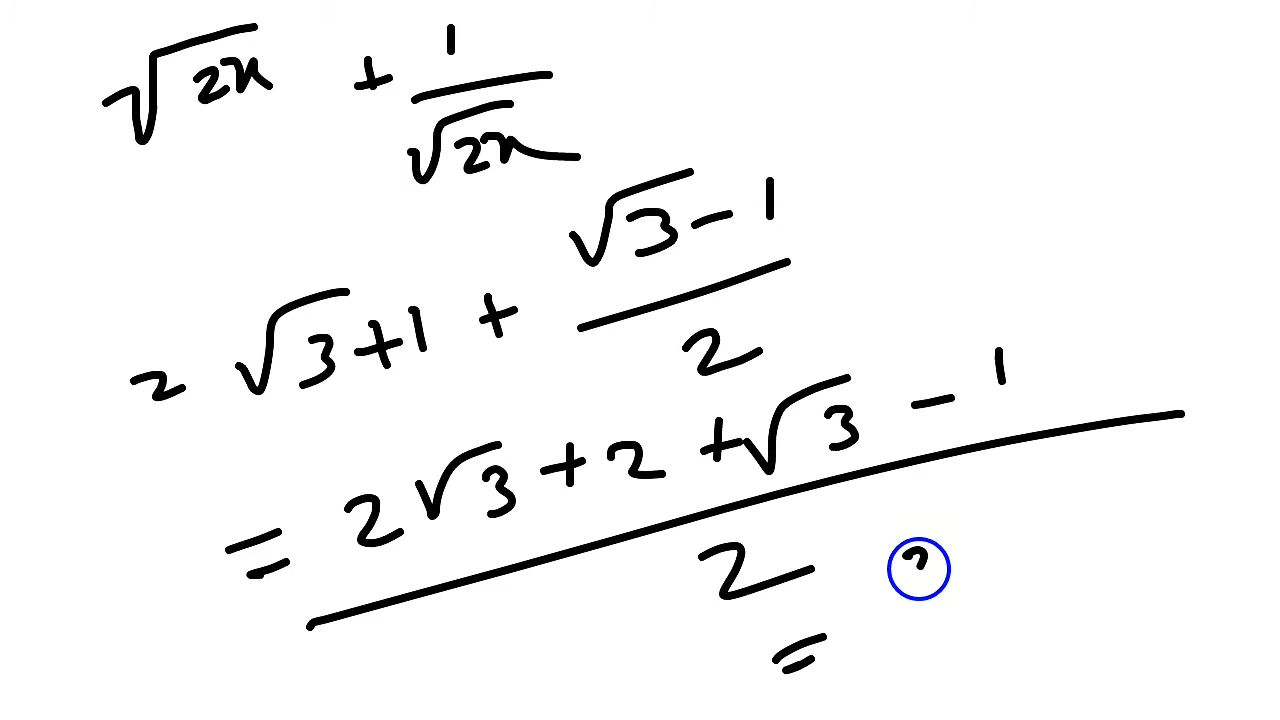 √2x + 1/√2x
2 √3+1 + √3-1/2
= 2√3+2+√3-1/2
=